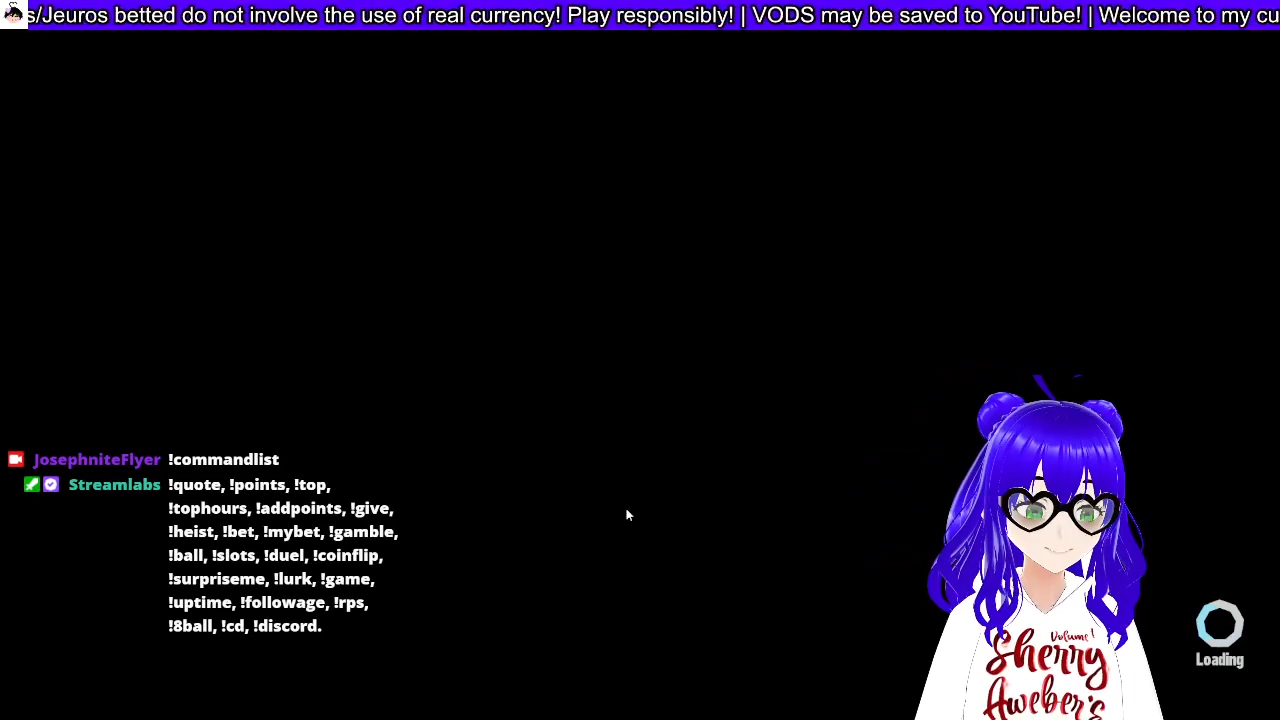 s/Jeuros betted do not involve the use of real currency! Play responsibly! | VODS may be saved to YouTube! | Welcome to my cu
JosephniteFlyer !commandlist
Streamlabs !quote, !points, !top,
!tophours, !addpoints, !give,
!heist, !bet, !mybet, !gamble,
!ball, !slots, !duel, !coinflip,
!surpriseme, !lurk, !game,
!uptime, !followage, !rps,
!8ball, !cd, !discord.
Volume 1
Sherry
Aweber's
Loading